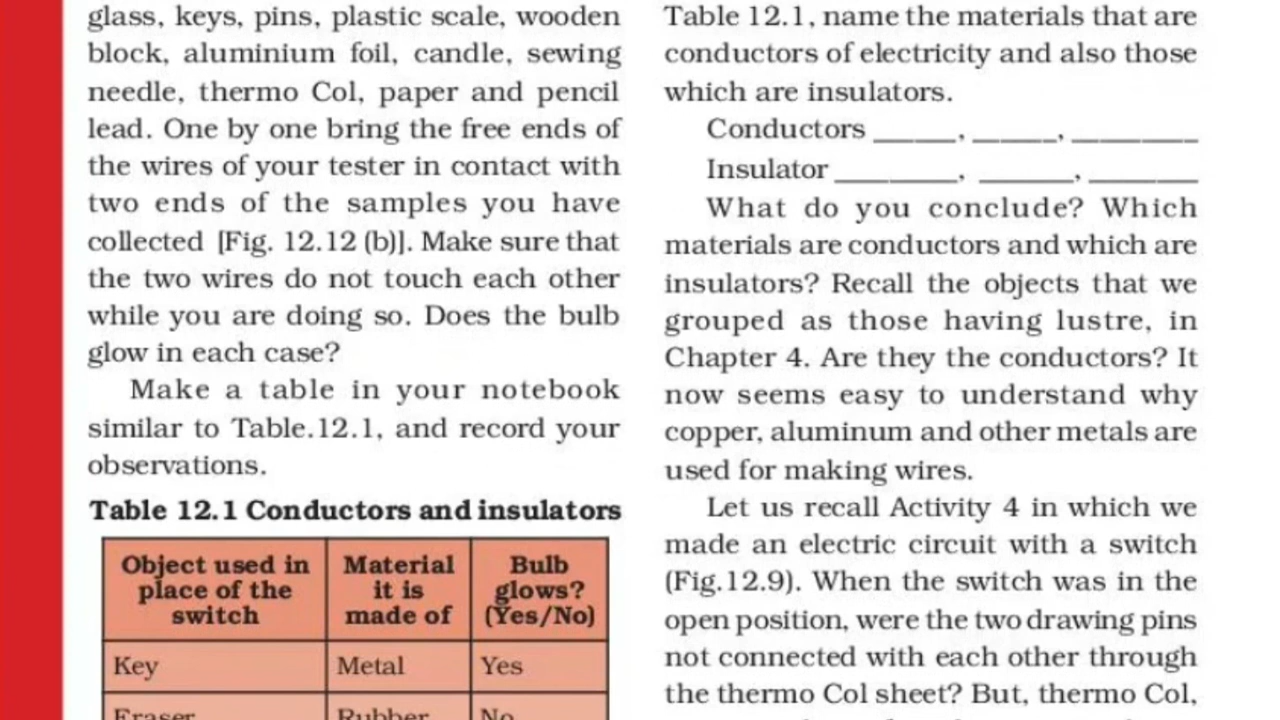 glass, keys, pins, plastic scale, wooden
block, aluminium foil, candle, sewing
needle, thermo Col, paper and pencil
lead. One by one bring the free ends of
the wires of your tester in contact with
two ends of the samples you have
collected [Fig. 12.12 (b)]. Make sure that
the two wires do not touch each other
while you are doing so. Does the bulb
glow in each case?
Make a table in your notebook
similar to Table.12.1, and record your
observations.
Table 12.1 Conductors and insulators
Object used in place of the switch
Material it is made of
Bulb glows? (Yes/No)
Key Metal Yes
Eraser Rubber No
Table 12.1, name the materials that are
conductors of electricity and also those
which are insulators.
Conductors ______, ______, _________
Insulator _________, _______, ________
What do you conclude? Which
materials are conductors and which are
insulators? Recall the objects that we
grouped as those having lustre, in
Chapter 4. Are they the conductors? It
now seems easy to understand why
copper, aluminum and other metals are
used for making wires.
Let us recall Activity 4 in which we
made an electric circuit with a switch
(Fig.12.9). When the switch was in the
open position, were the two drawing pins
not connected with each other through
the thermo Col sheet? But, thermo Col,